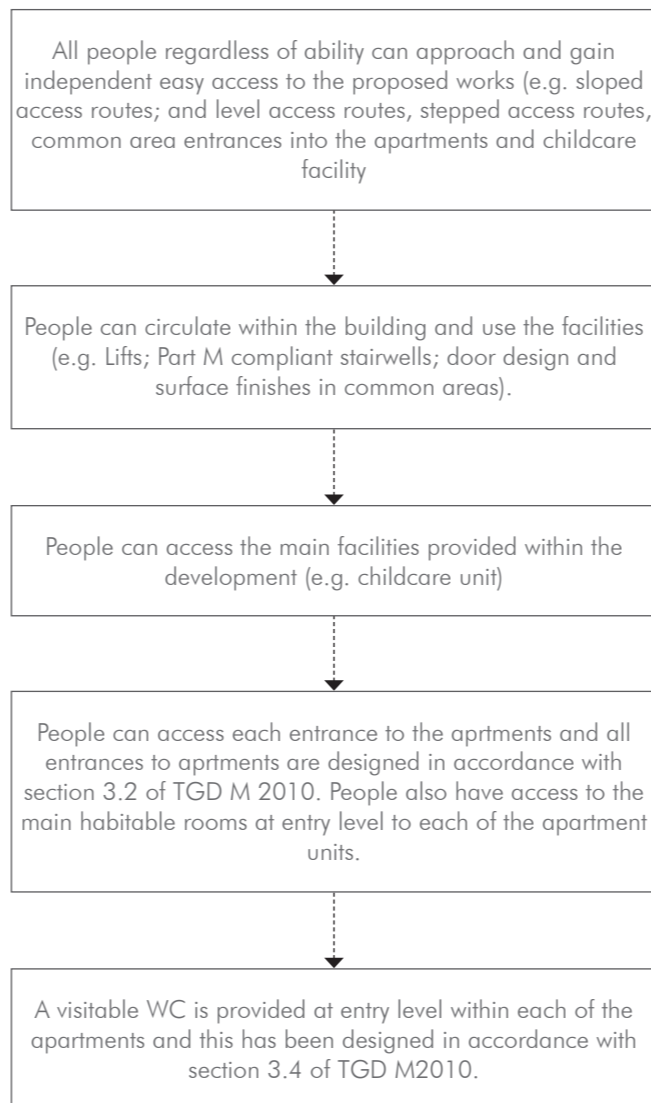 All people regardless of ability can approach and gain
independent easy access to the proposed works (e.g. sloped
access routes; and level access routes, stepped access routes,
common area entrances into the apartments and childcare
facility
People can circulate within the building and use the facilities
(e.g. Lifts; Part M compliant stairwells; door design and
surface finishes in common areas).
People can access the main facilities provided within the
development (e.g. childcare unit)
People can access each entrance to the aprtments and all
entrances to aprtments are designed in accordance with
section 3.2 of TGD M 2010. People also have access to the
main habitable rooms at entry level to each of the apartment
units.
A visitable WC is provided at entry level within each of the
apartments and this has been designed in accordance with
section 3.4 of TGD M2010.